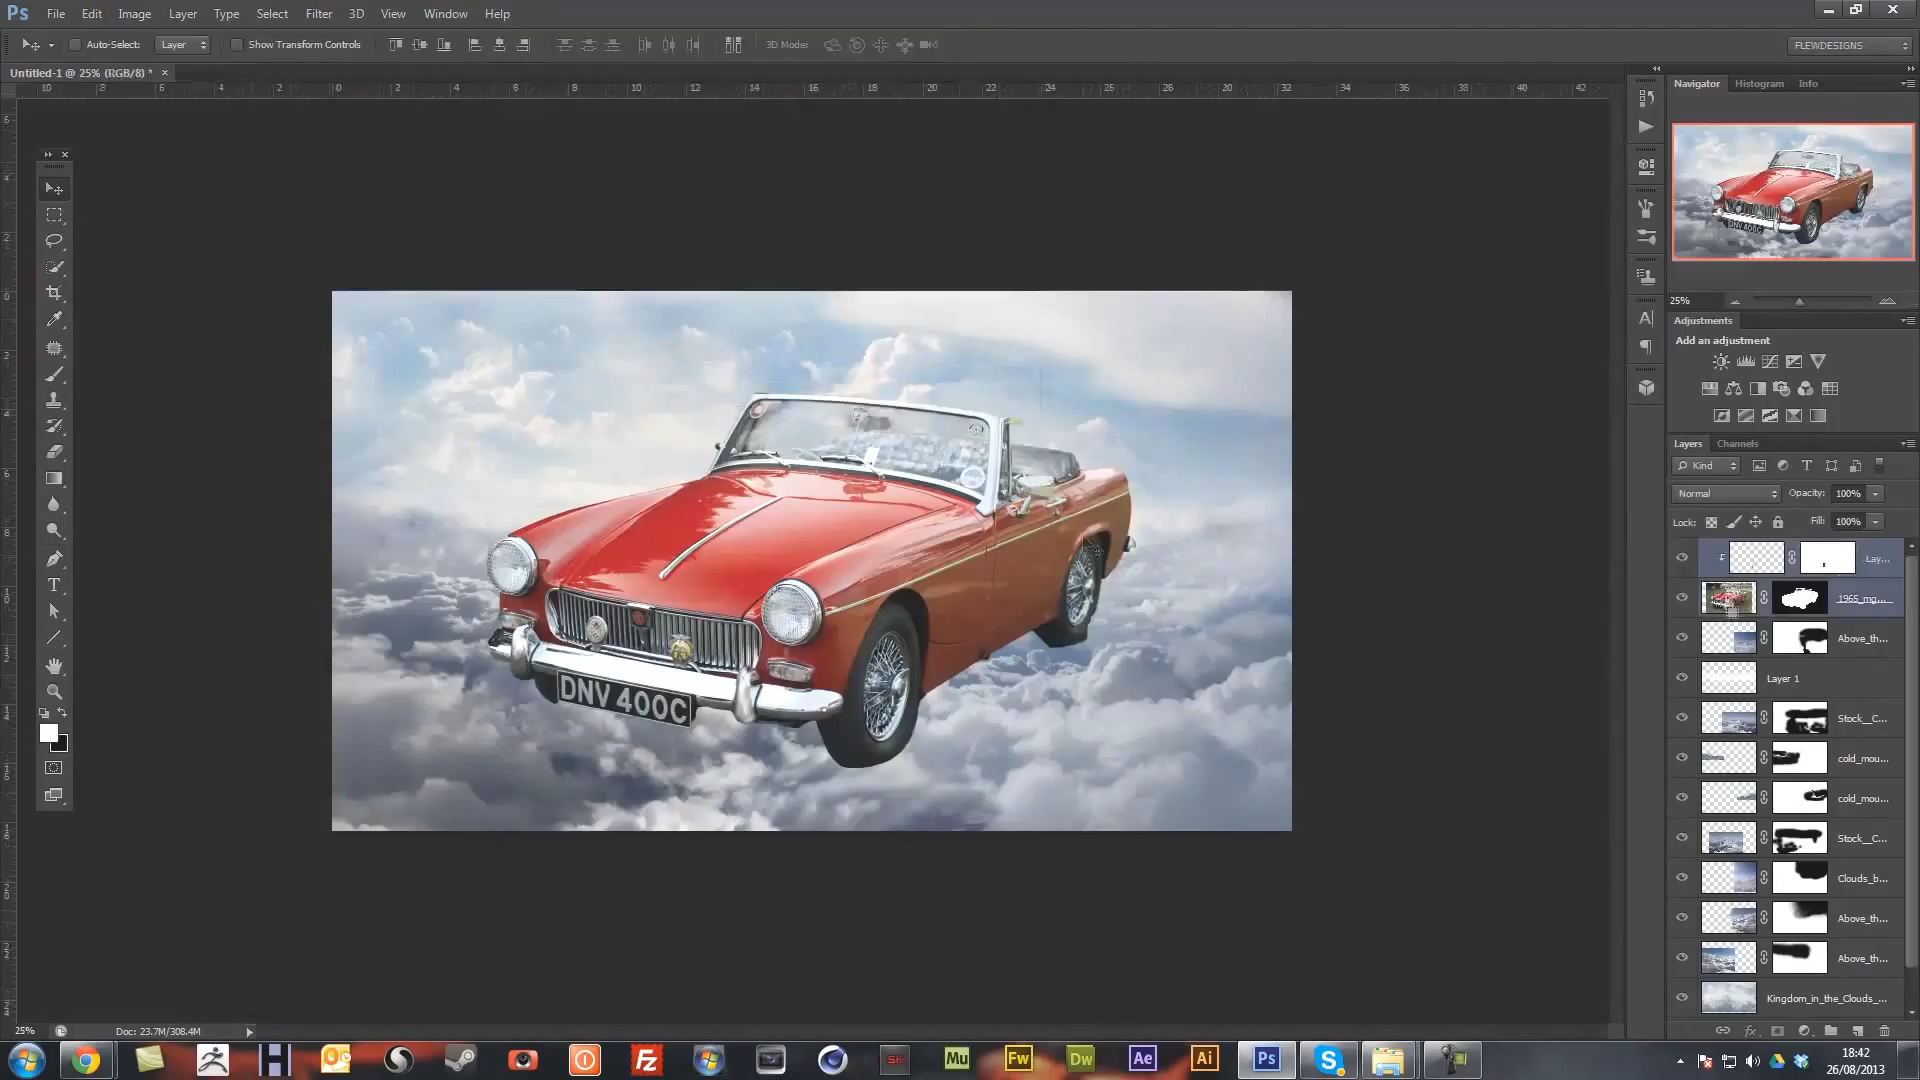 Ps File Edit Image Layer Type Select Filter 3D View Window Help
Auto-Select: Layer Show Transform Controls 3D Mode: FLEWDESIGNS
Untitled-1 @ 25% (RGB/8) * ×
Navigator Histogram Info
25%
Adjustments
Add an adjustment
Layers Channels
Kind
Normal Opacity: 100%
Lock: Fill: 100%
Lay...
1965_mg...
Above_th...
Layer 1
Stock__C...
cold_mou...
cold_mou...
Stock__C...
Clouds_b...
Above_th...
Above_th...
Kingdom_in_the_Clouds_...
DNV 400C
25% Doc: 23.7M/308.4M
Mu Fw Dw Ae Ai Ps
18:42
26/08/2013